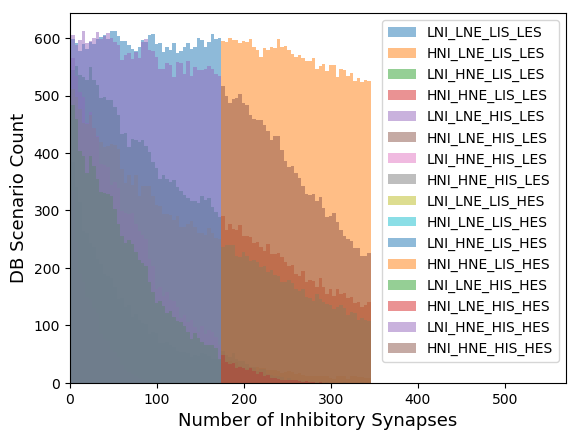 600
500
400
300
200
100
0
DB Scenario Count
0 100 200 300 400 500
Number of Inhibitory Synapses
LNI_LNE_LIS_LES
HNI_LNE_LIS_LES
LNI_HNE_LIS_LES
HNI_HNE_LIS_LES
LNI_LNE_HIS_LES
HNI_LNE_HIS_LES
LNI_HNE_HIS_LES
HNI_HNE_HIS_LES
LNI_LNE_LIS_HES
HNI_LNE_LIS_HES
LNI_HNE_LIS_HES
HNI_HNE_LIS_HES
LNI_LNE_HIS_HES
HNI_LNE_HIS_HES
LNI_HNE_HIS_HES
HNI_HNE_HIS_HES